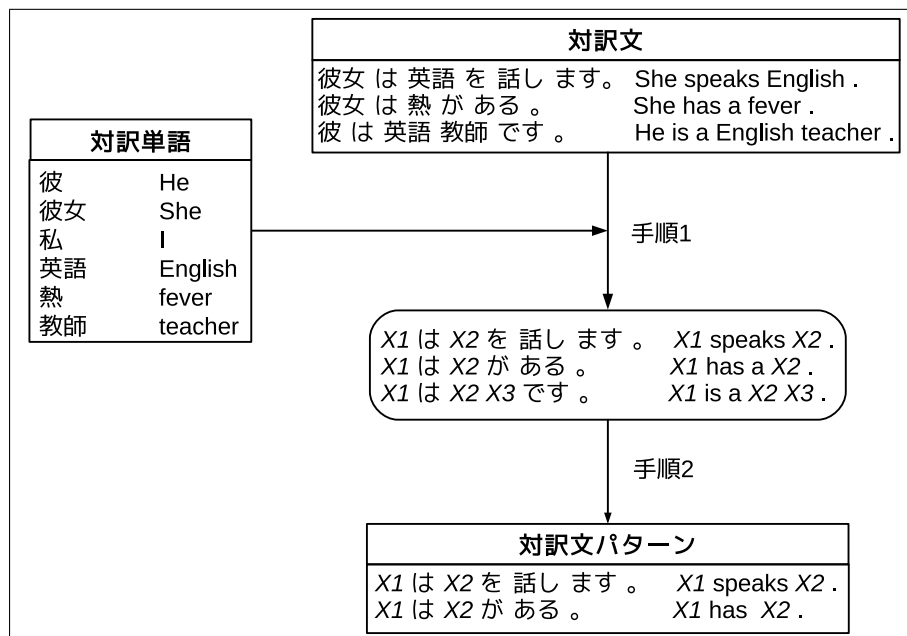 対訳文
彼女 は 英語 を 話し ます。 She speaks English .
彼女 は 熱 が ある 。 She has a fever .
彼 は 英語 教師 です 。 He is a English teacher .
対訳単語
彼 He
彼女 She
私 I
英語 English
熱 fever
教師 teacher
手順1
X1 は X2 を 話し ます 。 X1 speaks X2 .
X1 は X2 が ある 。 X1 has a X2 .
X1 は X2 X3 です 。 X1 is a X2 X3 .
手順2
対訳文パターン
X1 は X2 を 話し ます 。 X1 speaks X2 .
X1 は X2 が ある 。 X1 has X2 .